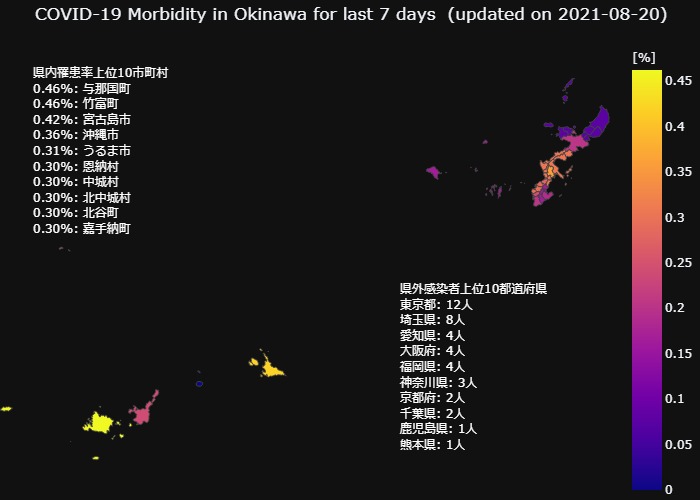 COVID-19 Morbidity in Okinawa for last 7 days (updated on 2021-08-20)
[%]
県内罹患率上位10市町村
0.46%: 与那国町
0.46%: 竹富町
0.42%: 宮古島市
0.36%: 沖縄市
0.31%: うるま市
0.30%: 恩納村
0.30%: 中城村
0.30%: 北中城村
0.30%: 北谷町
0.30%: 嘉手納町
県外感染者上位10都道府県
東京都: 12人
埼玉県: 8人
愛知県: 4人
大阪府: 4人
福岡県: 4人
神奈川県: 3人
京都府: 2人
千葉県: 2人
鹿児島県: 1人
熊本県: 1人
0.45
0.4
0.35
0.3
0.25
0.2
0.15
0.1
0.05
0